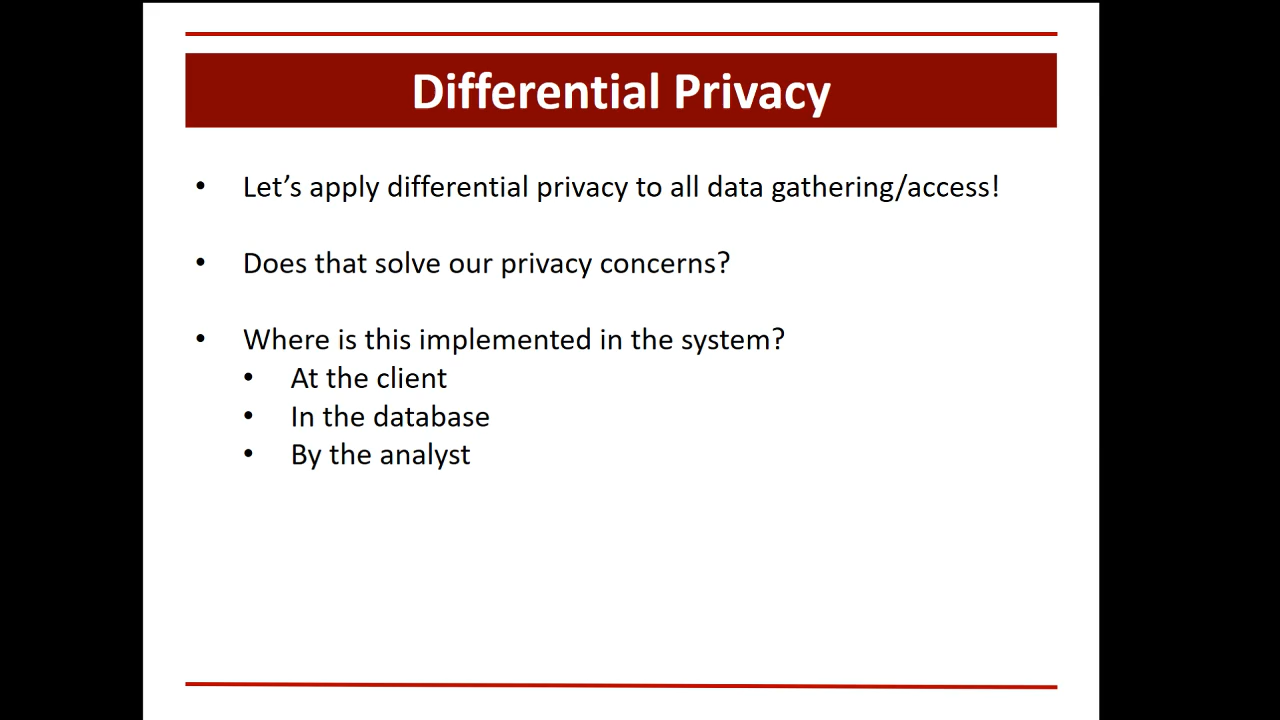 Differential Privacy
• Let’s apply differential privacy to all data gathering/access!
• Does that solve our privacy concerns?
• Where is this implemented in the system?
• At the client
• In the database
• By the analyst